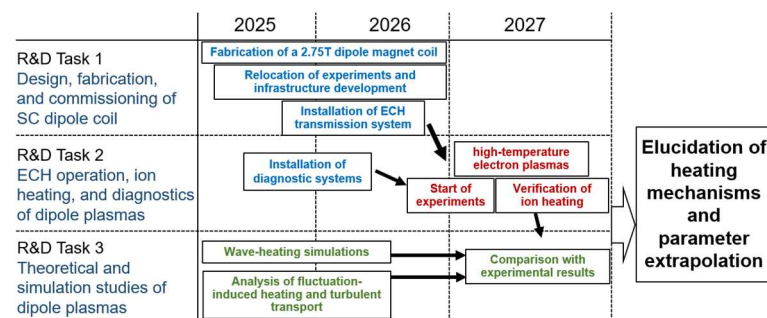 2025 2026 2027
R&D Task 1
Design, fabrication,
and commissioning of
SC dipole coil
Fabrication of a 2.75T dipole magnet coil
Relocation of experiments and
infrastructure development
Installation of ECH
transmission system
R&D Task 2
ECH operation, ion
heating, and diagnostics
of dipole plasmas
Installation of
diagnostic systems
high-temperature
electron plasmas
Start of
experiments
Verification of
ion heating
R&D Task 3
Theoretical and
simulation studies of
dipole plasmas
Wave-heating simulations
Analysis of fluctuation-
induced heating and turbulent
transport
Comparison with
experimental results
Elucidation of
heating
mechanisms
and
parameter
extrapolation